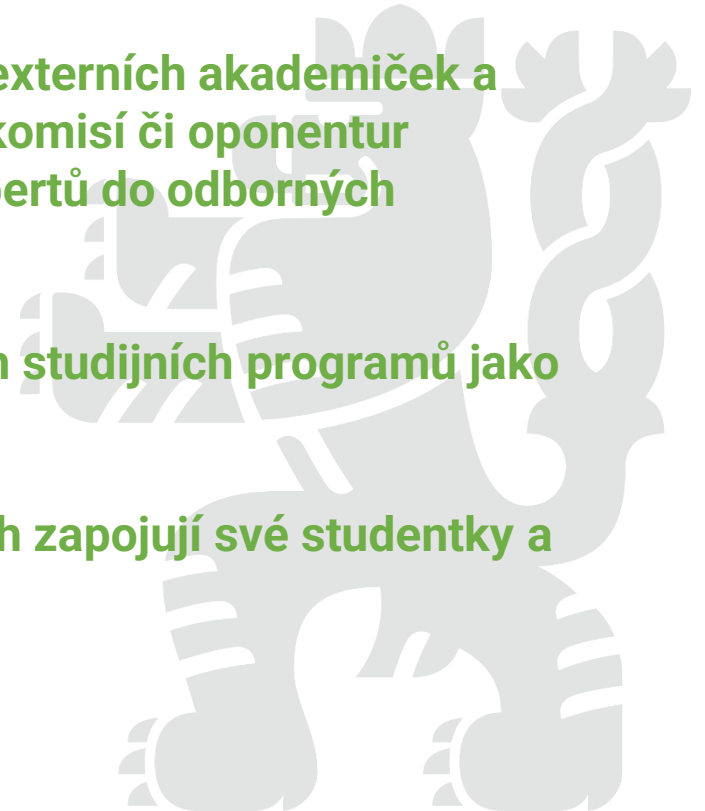 externích akademiček a
komisí či oponentur
pertů do odborných
h studijních programů jako
h zapojují své studentky a